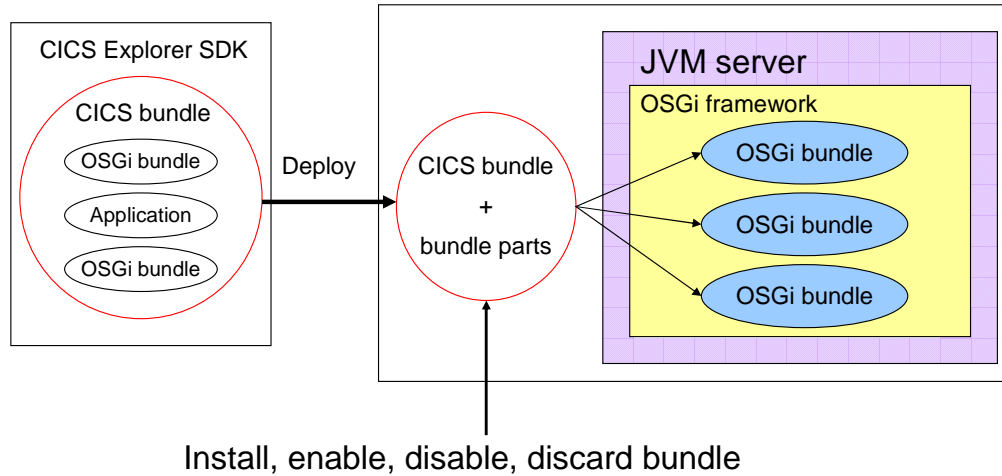 CICS Explorer SDK
CICS bundle
OSGi bundle
Application
OSGi bundle
Deploy
CICS bundle
+
bundle parts
JVM server
OSGi framework
OSGi bundle
OSGi bundle
OSGi bundle
Install, enable, disable, discard bundle